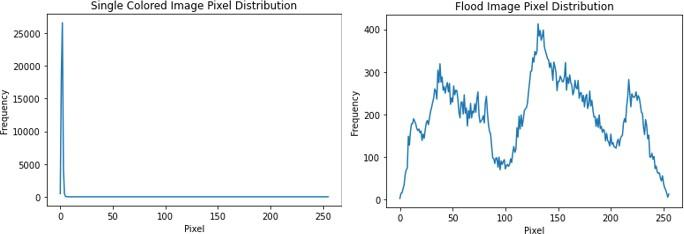 Single Colored Image Pixel Distribution
25000
20000
15000
10000
5000
0
Frequency
0 50 100 150 200 250
Pixel
Flood Image Pixel Distribution
400
300
200
100
0
Frequency
0 50 100 150 200 250
Pixel